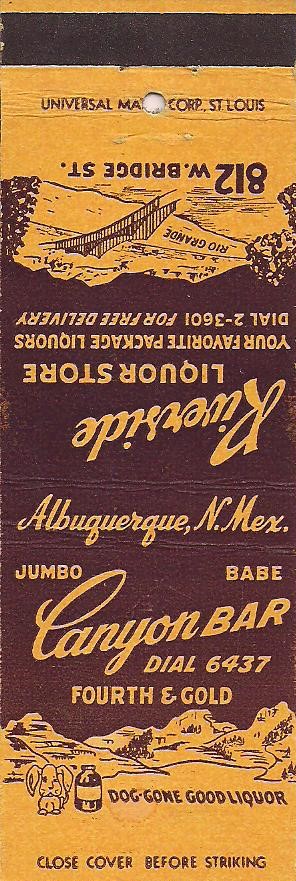 UNIVERSAL MA CORP., ST LOUIS
812 W. BRIDGE ST.
RIO GRANDE
DIAL 2-3601 FOR FREE DELIVERY
YOUR FAVORITE PACKAGE LIQUORS
LIQUOR STORE
Riverside
Albuquerque, N. Mex.
JUMBO BABE
Canyon BAR
DIAL 6437
FOURTH & GOLD
DOG-GONE GOOD LIQUOR
CLOSE COVER BEFORE STRIKING